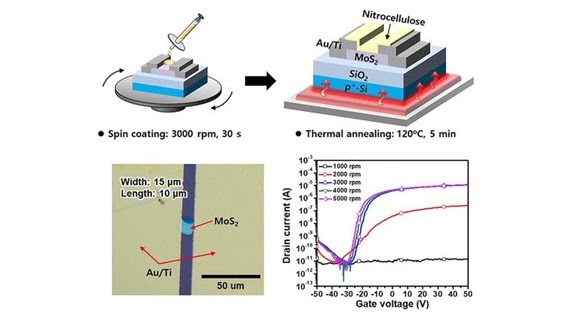 Nitrocellulose
Au/Ti
MoS₂
SiO₂
p⁺-Si
● Spin coating: 3000 rpm, 30 s
● Thermal annealing: 120℃, 5 min
Width: 15 μm
Length: 10 μm
MoS₂
Au/Ti
50 um
Drain current (A)
10⁻³
10⁻⁴
10⁻⁵
10⁻⁶
10⁻⁷
10⁻⁸
10⁻⁹
10⁻¹⁰
10⁻¹¹
10⁻¹²
10⁻¹³
1000 rpm
2000 rpm
3000 rpm
4000 rpm
5000 rpm
-50 -40 -30 -20 -10 0 10 20 30 40 50
Gate voltage (V)